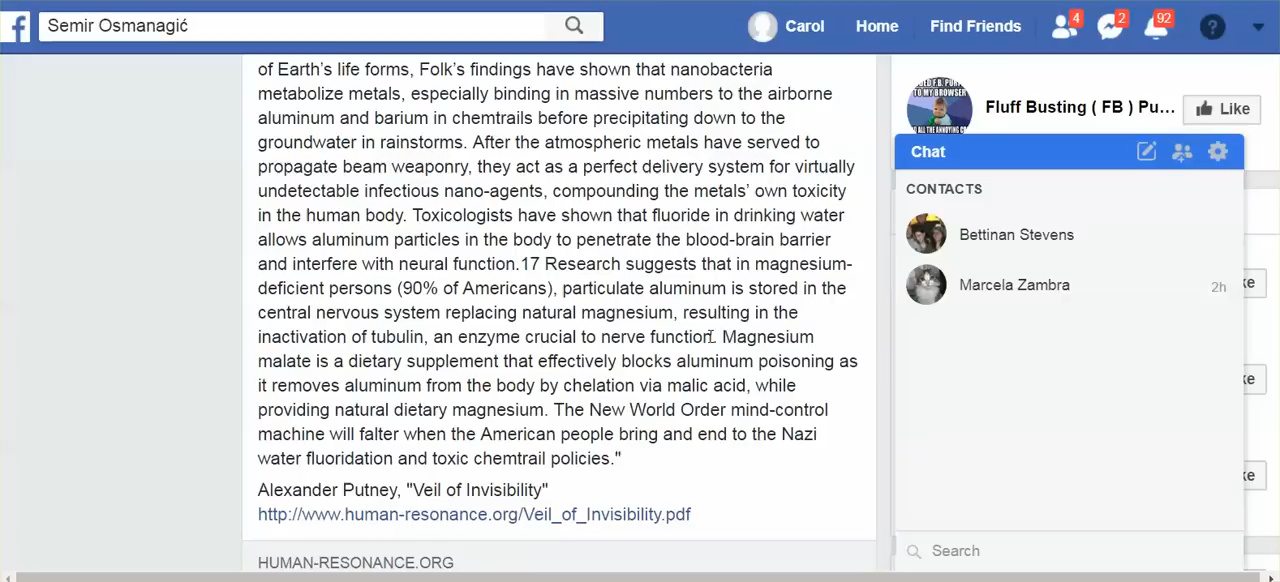 f
Semir Osmanagić
Carol
Home
Find Friends
4
2
92
?
of Earth's life forms, Folk's findings have shown that nanobacteria
metabolize metals, especially binding in massive numbers to the airborne
aluminum and barium in chemtrails before precipitating down to the
groundwater in rainstorms. After the atmospheric metals have served to
propagate beam weaponry, they act as a perfect delivery system for virtually
undetectable infectious nano-agents, compounding the metals' own toxicity
in the human body. Toxicologists have shown that fluoride in drinking water
allows aluminum particles in the body to penetrate the blood-brain barrier
and interfere with neural function.17 Research suggests that in magnesium-
deficient persons (90% of Americans), particulate aluminum is stored in the
central nervous system replacing natural magnesium, resulting in the
inactivation of tubulin, an enzyme crucial to nerve function. Magnesium
malate is a dietary supplement that effectively blocks aluminum poisoning as
it removes aluminum from the body by chelation via malic acid, while
providing natural dietary magnesium. The New World Order mind-control
machine will falter when the American people bring and end to the Nazi
water fluoridation and toxic chemtrail policies."
Alexander Putney, "Veil of Invisibility"
http://www.human-resonance.org/Veil_of_Invisibility.pdf
HUMAN-RESONANCE.ORG
TO MY BROWSER
ALL THE ANNOYING
Fluff Busting ( FB ) Pu...
Like
Chat
CONTACTS
Bettinan Stevens
Marcela Zambra
2h
ke
ke
ke
Search